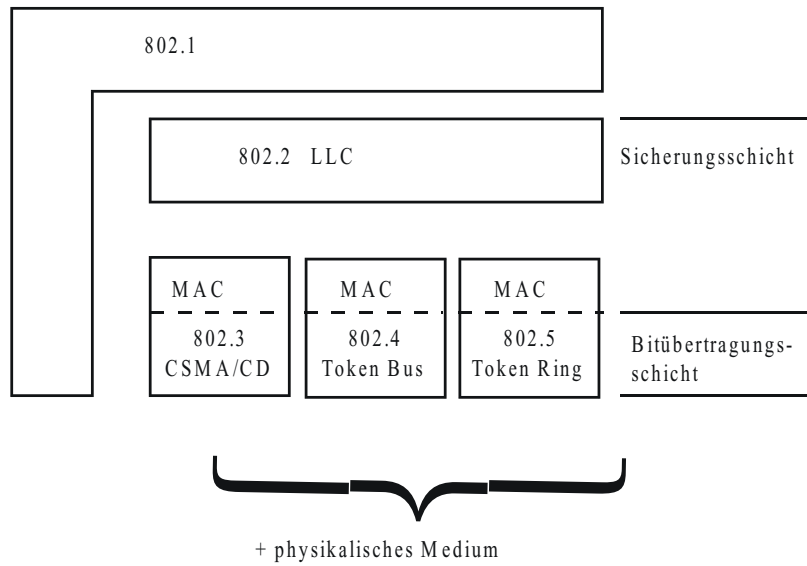 802.1
802.2 LLC
Sicherungsschicht
MAC
MAC
MAC
802.3
CSMA/CD
802.4
Token Bus
802.5
Token Ring
Bitübertragungs-
schicht
+ physikalisches Medium